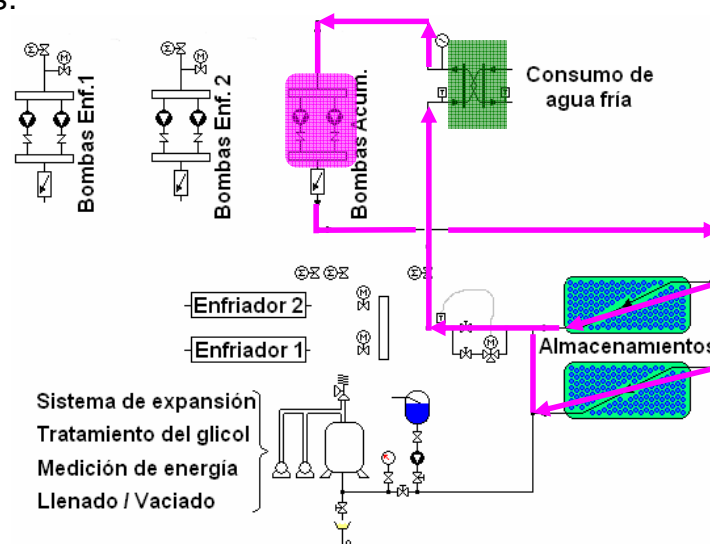 s.
M
M
Bombas Enf.1
Bombas Enf. 2
Bombas Acum.
T
T
Consumo de
agua fría
M
Enfriador 2
T
M
M
Enfriador 1
Almacenamientos
Sistema de expansión
Tratamiento del glicol
Medición de energía
Llenado / Vaciado